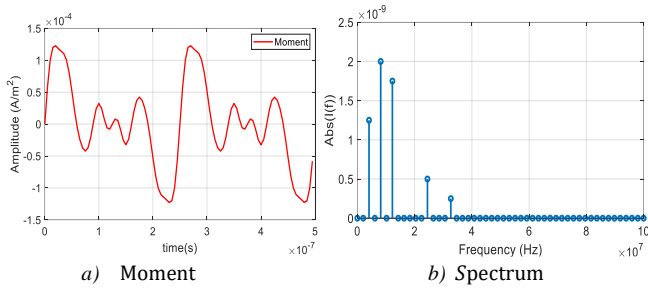 ×10⁻⁴
1.5
1
0.5
0
-0.5
-1
-1.5
Amplitude (A/m²)
Moment
0 1 2 3 4 5
time(s)
×10⁻⁷
a) Moment
×10⁻⁹
2.5
2
1.5
1
0.5
0
Abs(I(f))
0 2 4 6 8 10
Frequency (Hz)
×10⁷
b) Spectrum